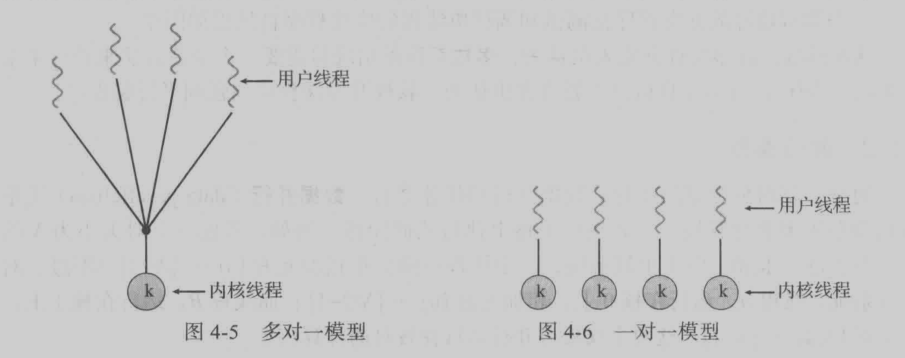 用户线程
k
内核线程
图 4-5 多对一模型
用户线程
k k k k
内核线程
图 4-6 一对一模型